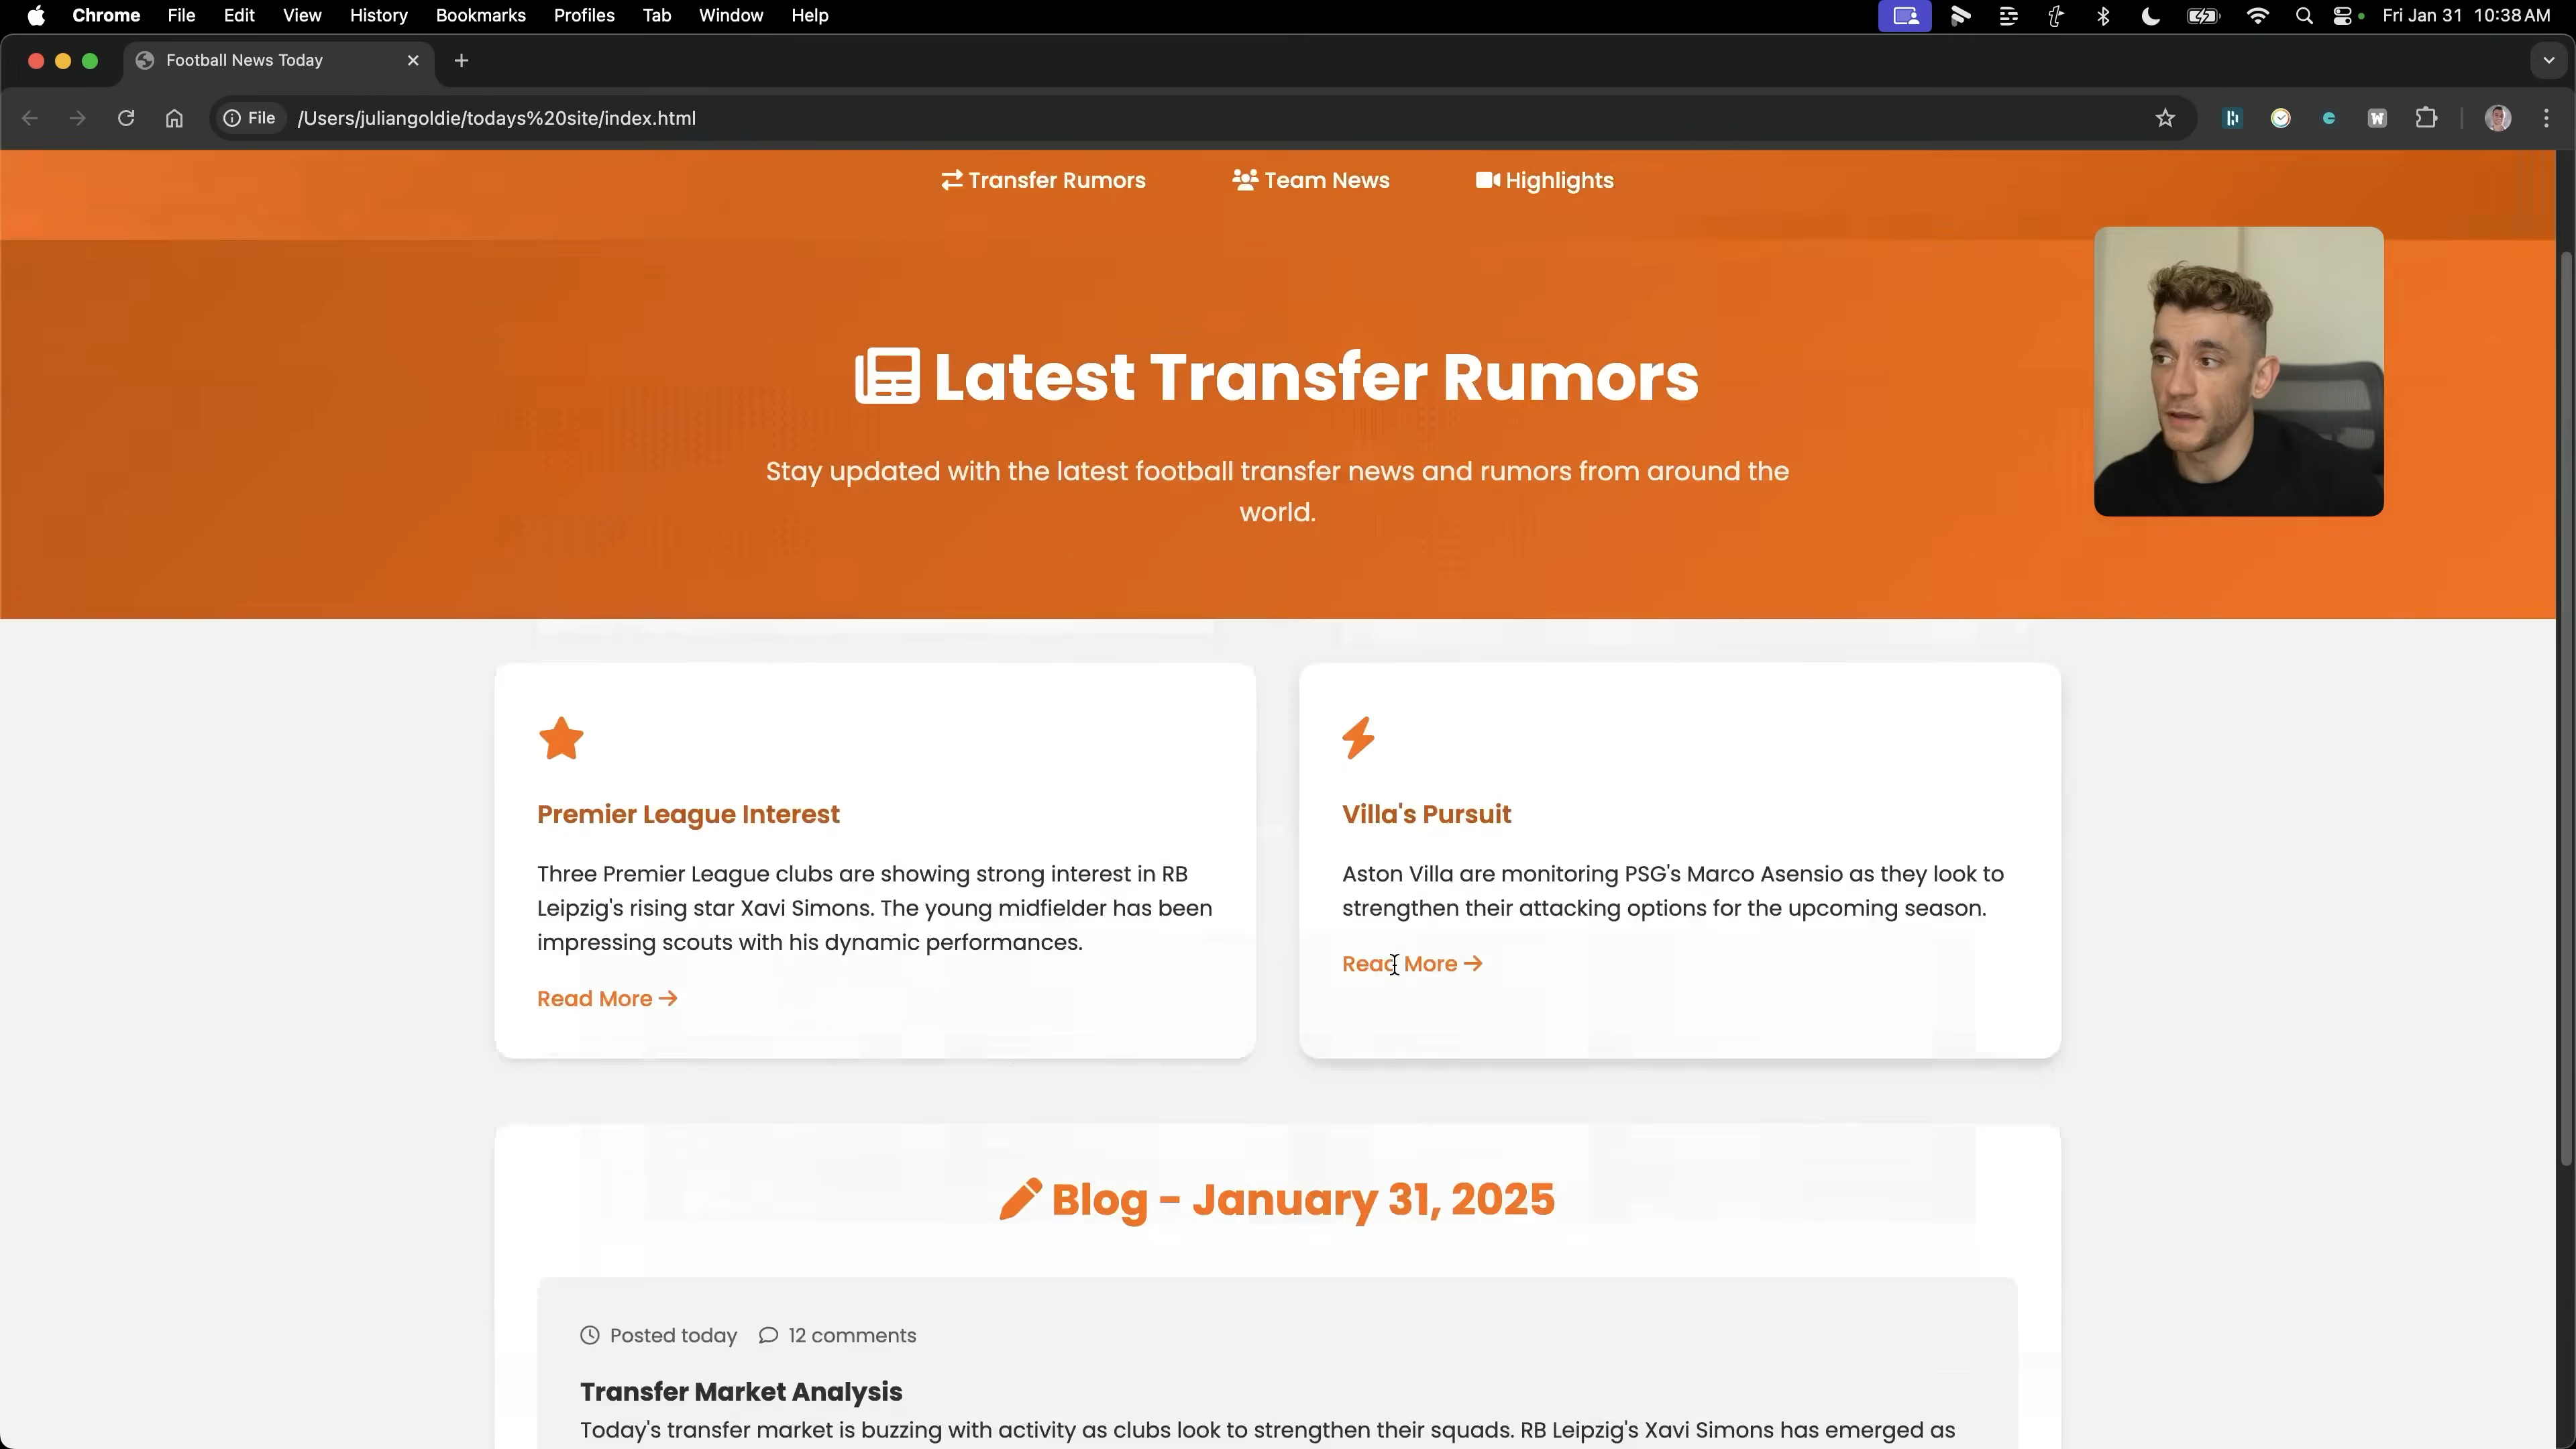 Chrome File Edit View History Bookmarks Profiles Tab Window Help Fri Jan 31 10:38 AM
Football News Today
File /Users/juliangoldie/todays%20site/index.html
Transfer Rumors Team News Highlights
Latest Transfer Rumors
Stay updated with the latest football transfer news and rumors from around the
world.
Premier League Interest
Three Premier League clubs are showing strong interest in RB
Leipzig's rising star Xavi Simons. The young midfielder has been
impressing scouts with his dynamic performances.
Read More
Villa's Pursuit
Aston Villa are monitoring PSG's Marco Asensio as they look to
strengthen their attacking options for the upcoming season.
Read More
Blog - January 31, 2025
Posted today 12 comments
Transfer Market Analysis
Today's transfer market is buzzing with activity as clubs look to strengthen their squads. RB Leipzig's Xavi Simons has emerged as